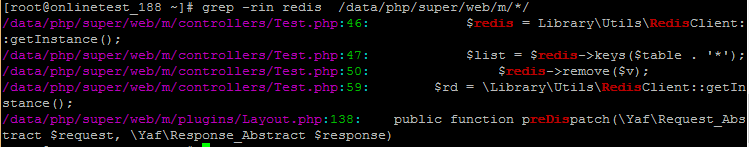 [root@onlinetest_188 ~]# grep -rin redis  /data/php/super/web/m/*/
/data/php/super/web/m/controllers/Test.php:46:        $redis = Library\Utils\RedisClient:
:getInstance();
/data/php/super/web/m/controllers/Test.php:47:        $list = $redis->keys($table . '*');
/data/php/super/web/m/controllers/Test.php:50:            $redis->remove($v);
/data/php/super/web/m/controllers/Test.php:59:        $rd = \Library\Utils\RedisClient::getIn
stance();
/data/php/super/web/m/plugins/Layout.php:138:    public function preDispatch(\Yaf\Request_Abs
tract $request, \Yaf\Response_Abstract $response)